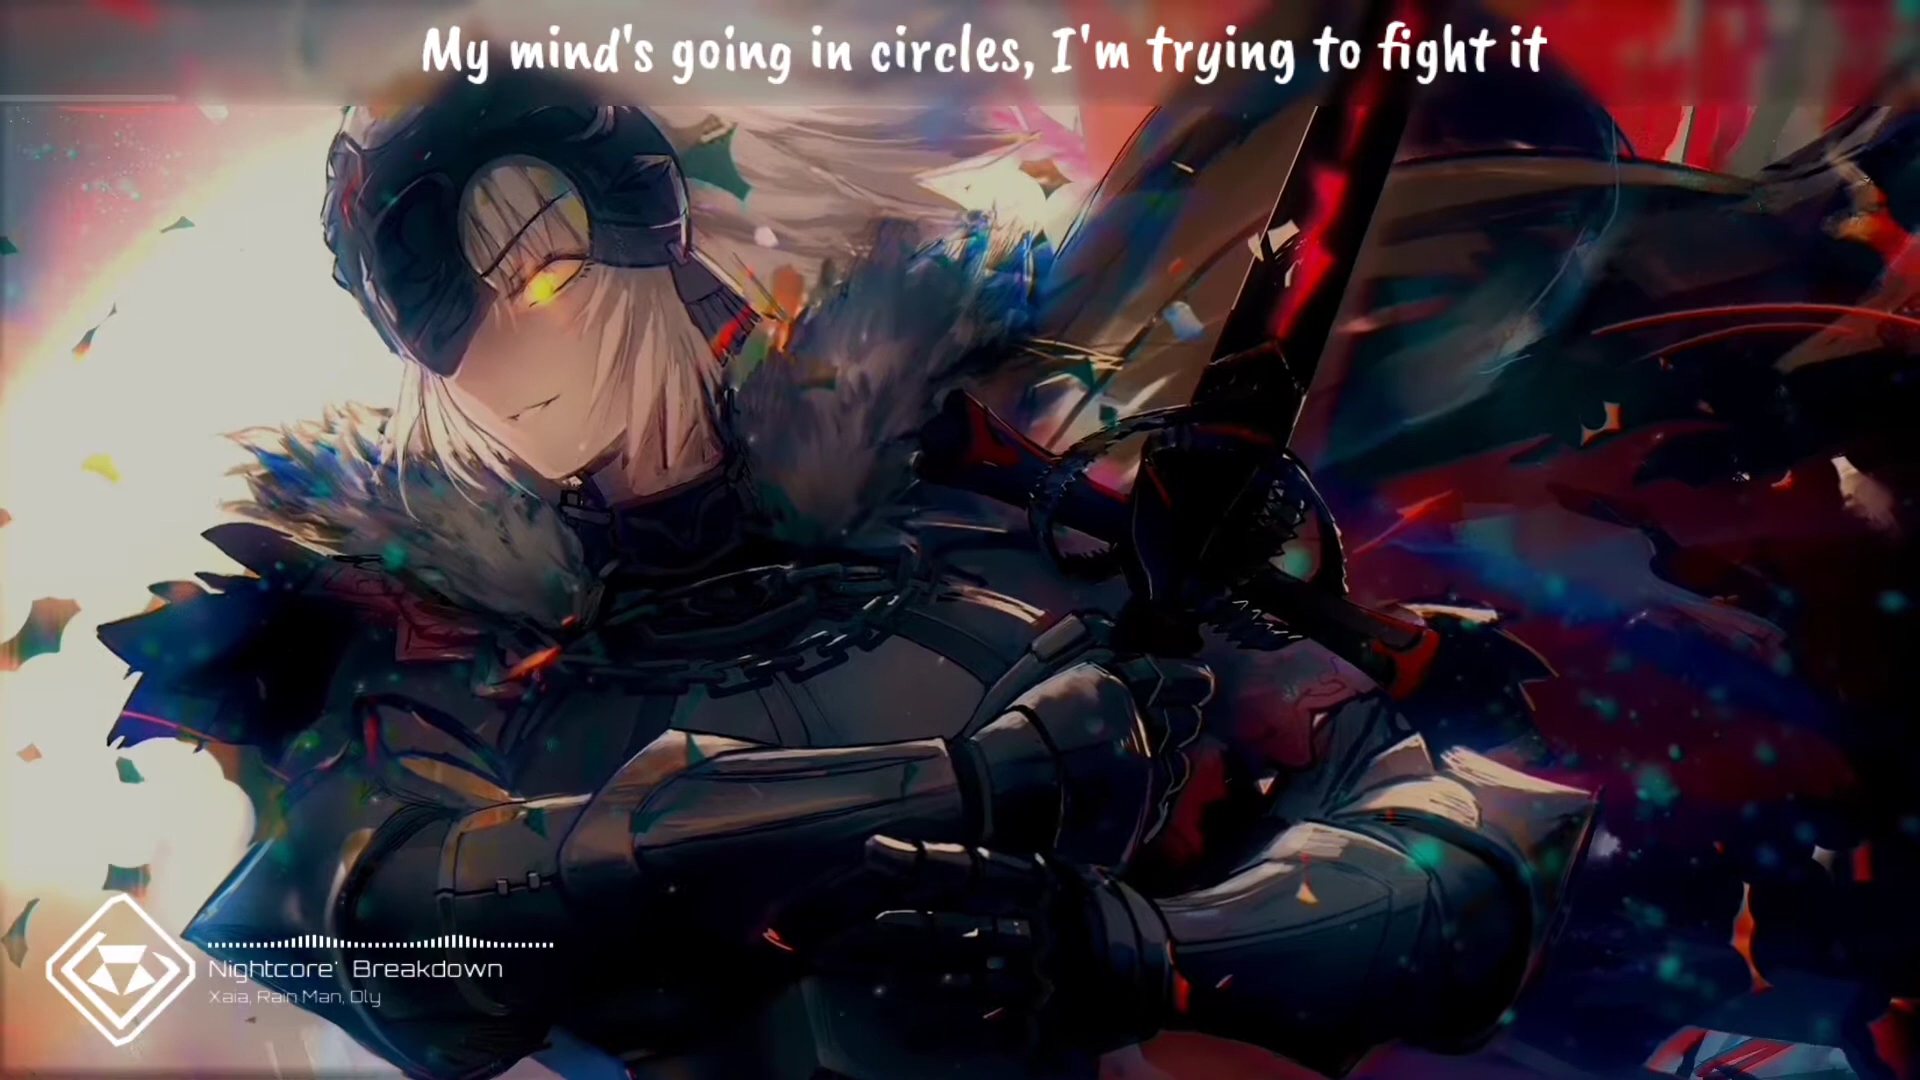 My mind's going in circles, I'm trying to fight it
Nightcore' Breakdown
Xaia, Rain Man, Oly